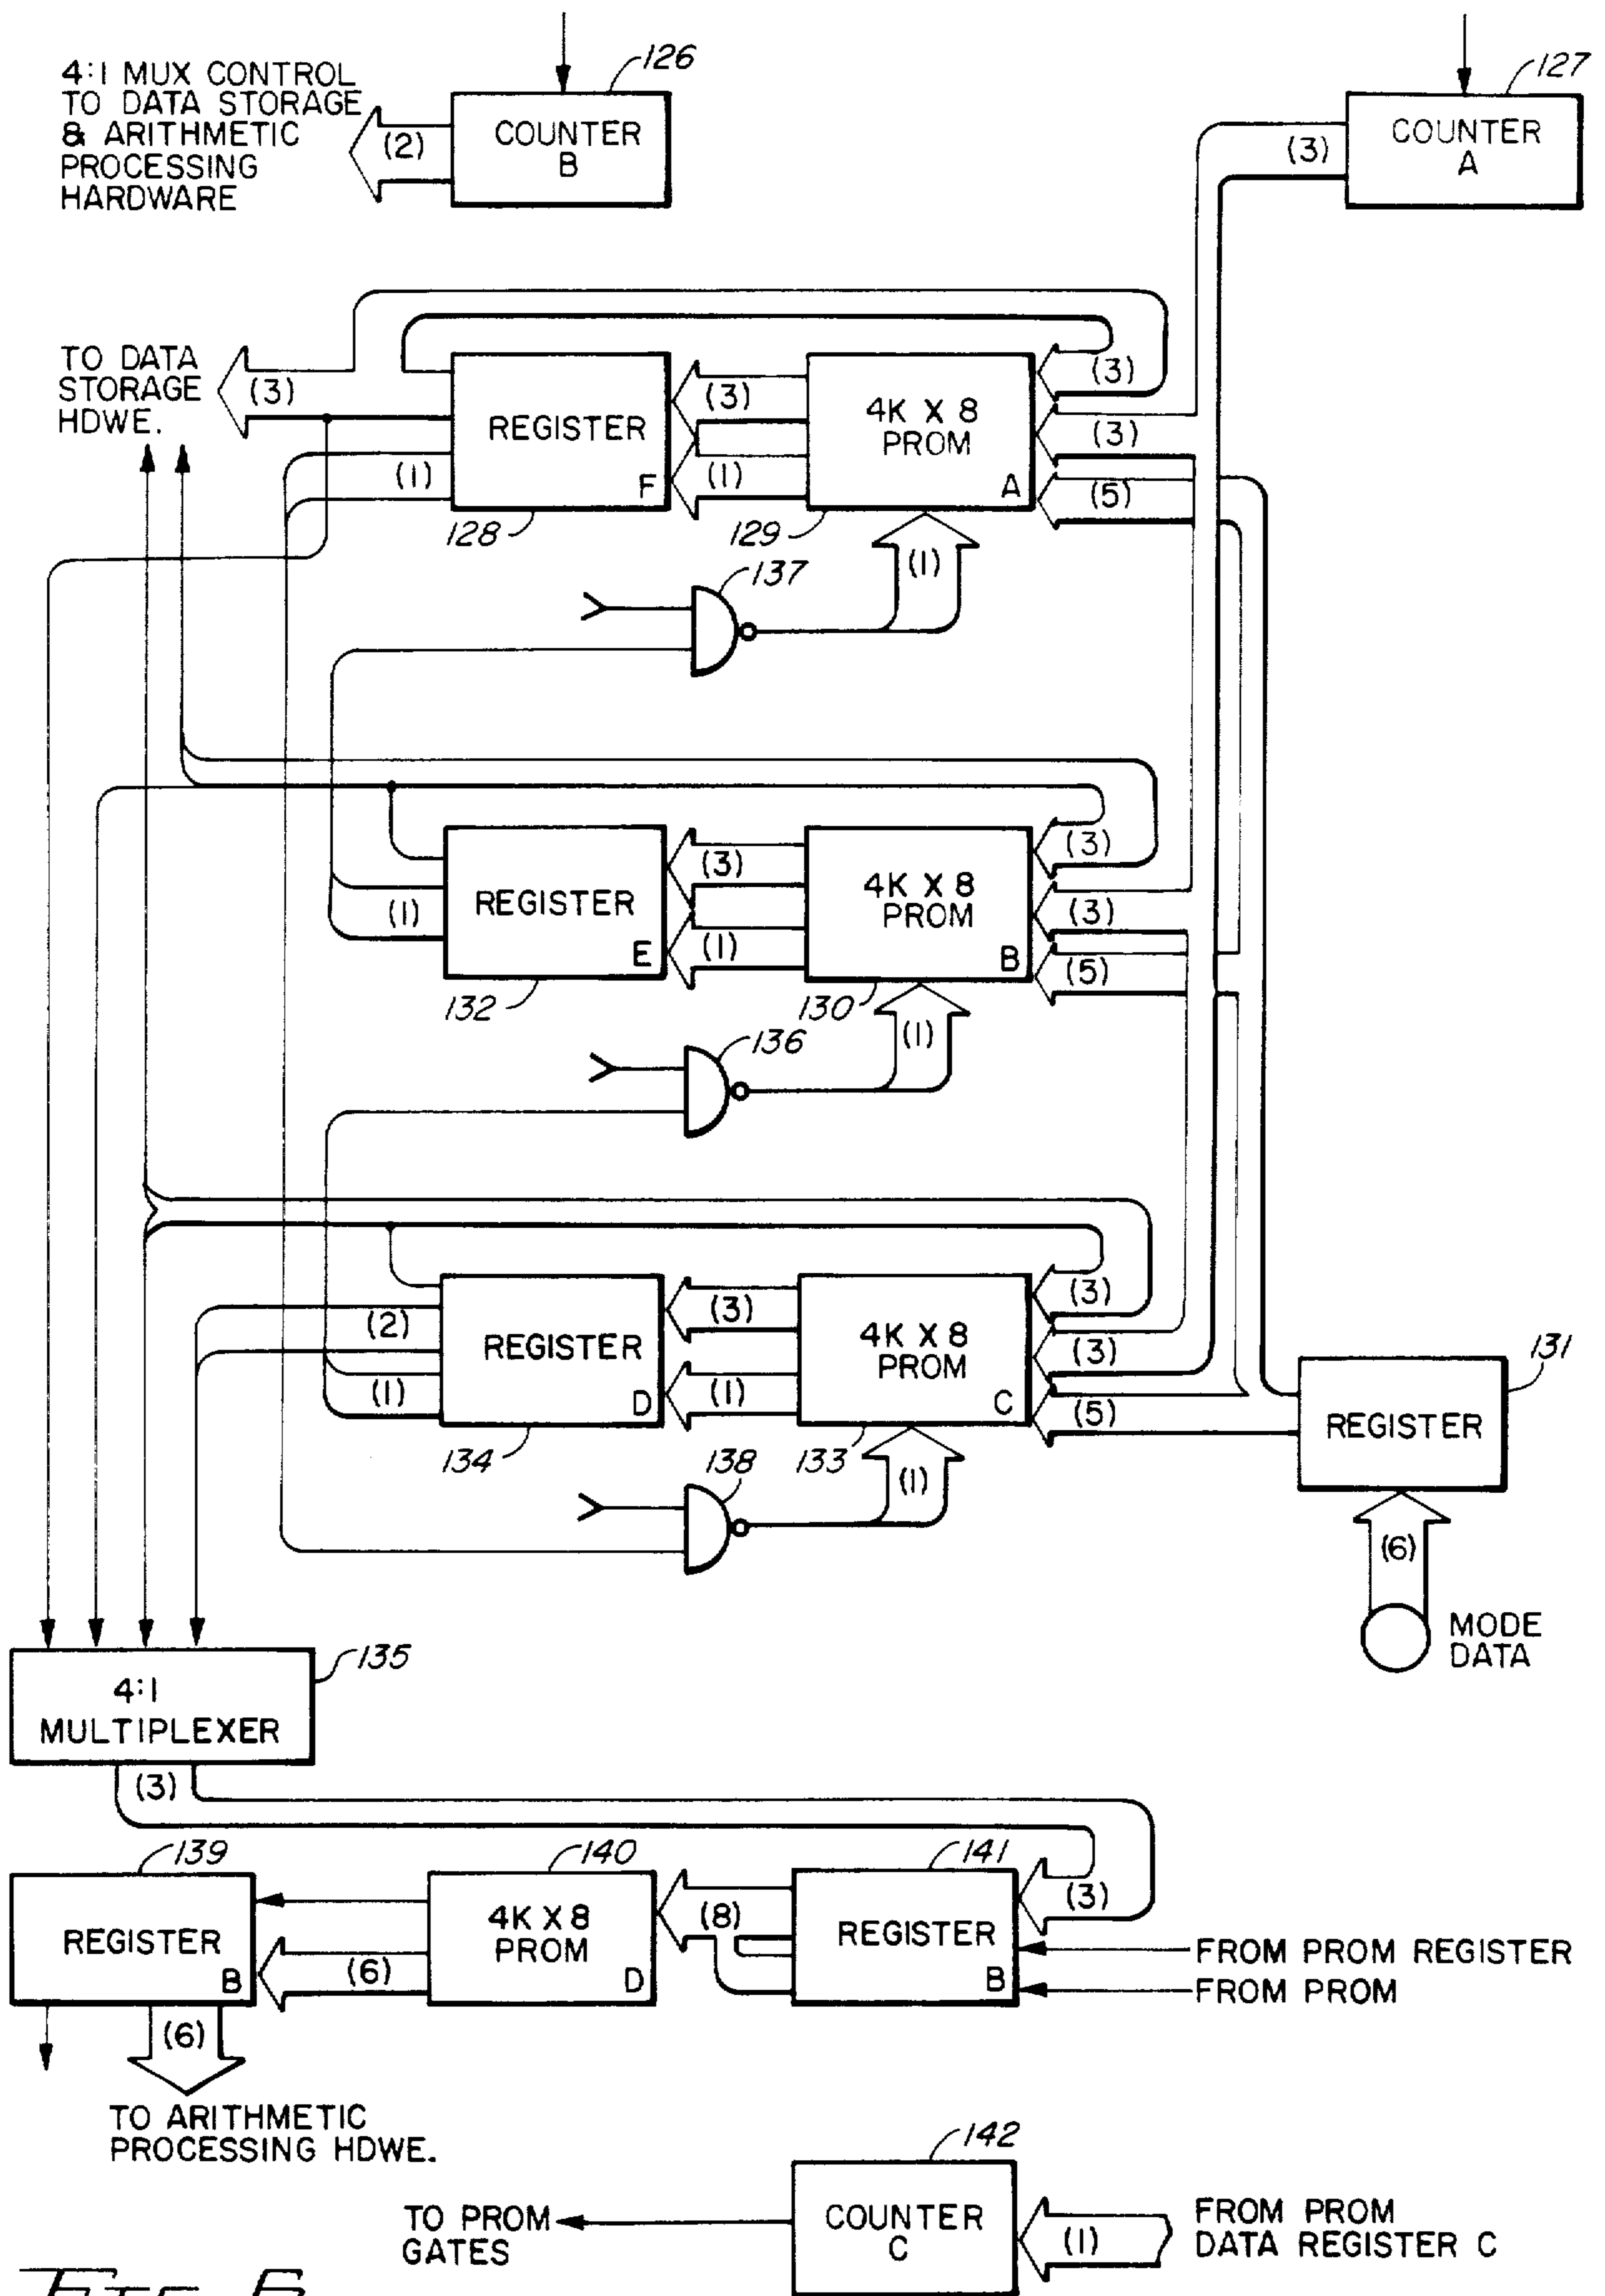 126
127
4:1 MUX CONTROL
TO DATA STORAGE
& ARITHMETIC
PROCESSING
HARDWARE
(2)
COUNTER
B
(3)
COUNTER
A
TO DATA
STORAGE
HDWE.
(3)
(1)
REGISTER
F
128
(3)
(1)
4K X 8
PROM
A
129
(3)
(3)
(5)
(1)
137
(1)
REGISTER
E
132
(3)
(1)
4K X 8
PROM
B
130
(3)
(3)
(5)
(1)
136
(2)
(1)
REGISTER
D
134
(3)
(1)
4K X 8
PROM
C
133
(3)
(3)
(5)
131
REGISTER
138
(1)
(6)
MODE
DATA
135
4:1
MULTIPLEXER
(3)
139
REGISTER
B
(6)
140
4K X 8
PROM
D
(8)
141
REGISTER
B
(3)
FROM PROM REGISTER
FROM PROM
(6)
TO ARITHMETIC
PROCESSING HDWE.
142
TO PROM
GATES
COUNTER
C
(1)
FROM PROM
DATA REGISTER C